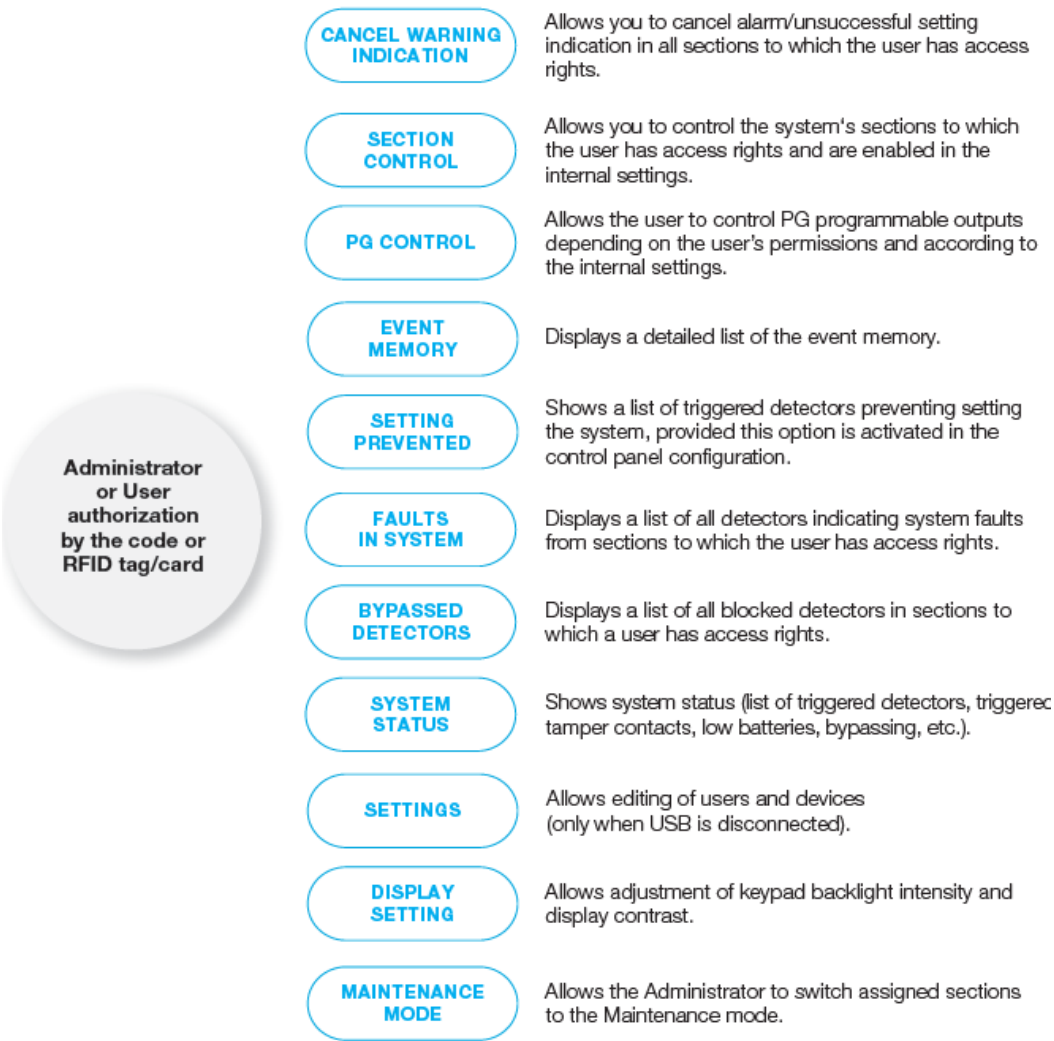 CANCEL WARNING
INDICATION
Allows you to cancel alarm/unsuccessful setting
indication in all sections to which the user has access
rights.
SECTION
CONTROL
Allows you to control the system's sections to which
the user has access rights and are enabled in the
internal settings.
PG CONTROL
Allows the user to control PG programmable outputs
depending on the user's permissions and according to
the internal settings.
EVENT
MEMORY
Displays a detailed list of the event memory.
SETTING
PREVENTED
Shows a list of triggered detectors preventing setting
the system, provided this option is activated in the
control panel configuration.
Administrator
or User
authorization
by the code or
RFID tag/card
FAULTS
IN SYSTEM
Displays a list of all detectors indicating system faults
from sections to which the user has access rights.
BYPASSED
DETECTORS
Displays a list of all blocked detectors in sections to
which a user has access rights.
SYSTEM
STATUS
Shows system status (list of triggered detectors, triggered
tamper contacts, low batteries, bypassing, etc.).
SETTINGS
Allows editing of users and devices
(only when USB is disconnected).
DISPLAY
SETTING
Allows adjustment of keypad backlight intensity and
display contrast.
MAINTENANCE
MODE
Allows the Administrator to switch assigned sections
to the Maintenance mode.